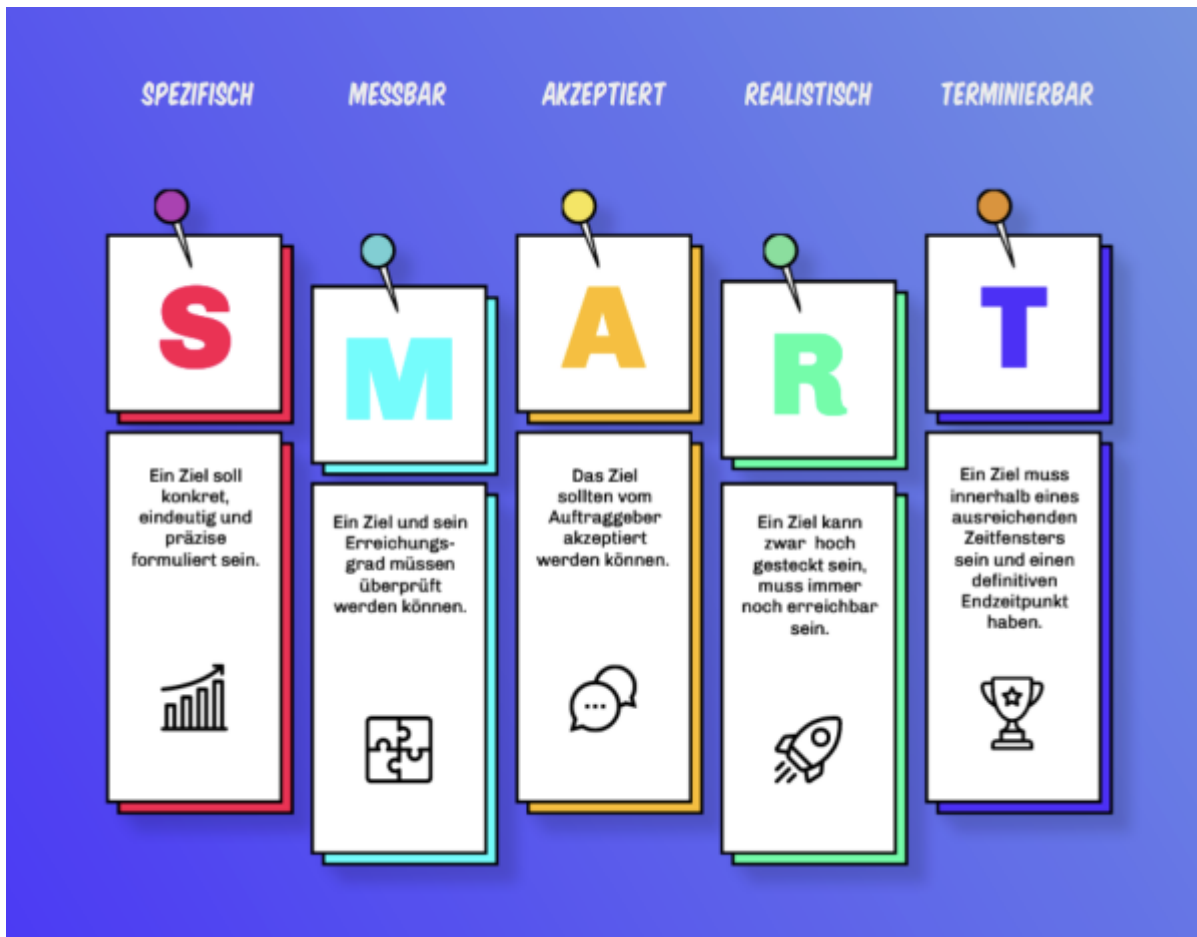 SPEZIFISCH
MESSBAR
AKZEPTIERT
REALISTISCH
TERMINIERBAR
S
M
A
R
T
Ein Ziel soll
konkret,
eindeutig und
präzise
formuliert sein.
Ein Ziel und sein
Erreichungs-
grad müssen
überprüft
werden können.
Das Ziel
sollten vom
Auftraggeber
akzeptiert
werden können.
Ein Ziel kann
zwar hoch
gesteckt sein,
muss immer
noch erreichbar
sein.
Ein Ziel muss
innerhalb eines
ausreichenden
Zeitfensters
sein und einen
definitiven
Endzeitpunkt
haben.